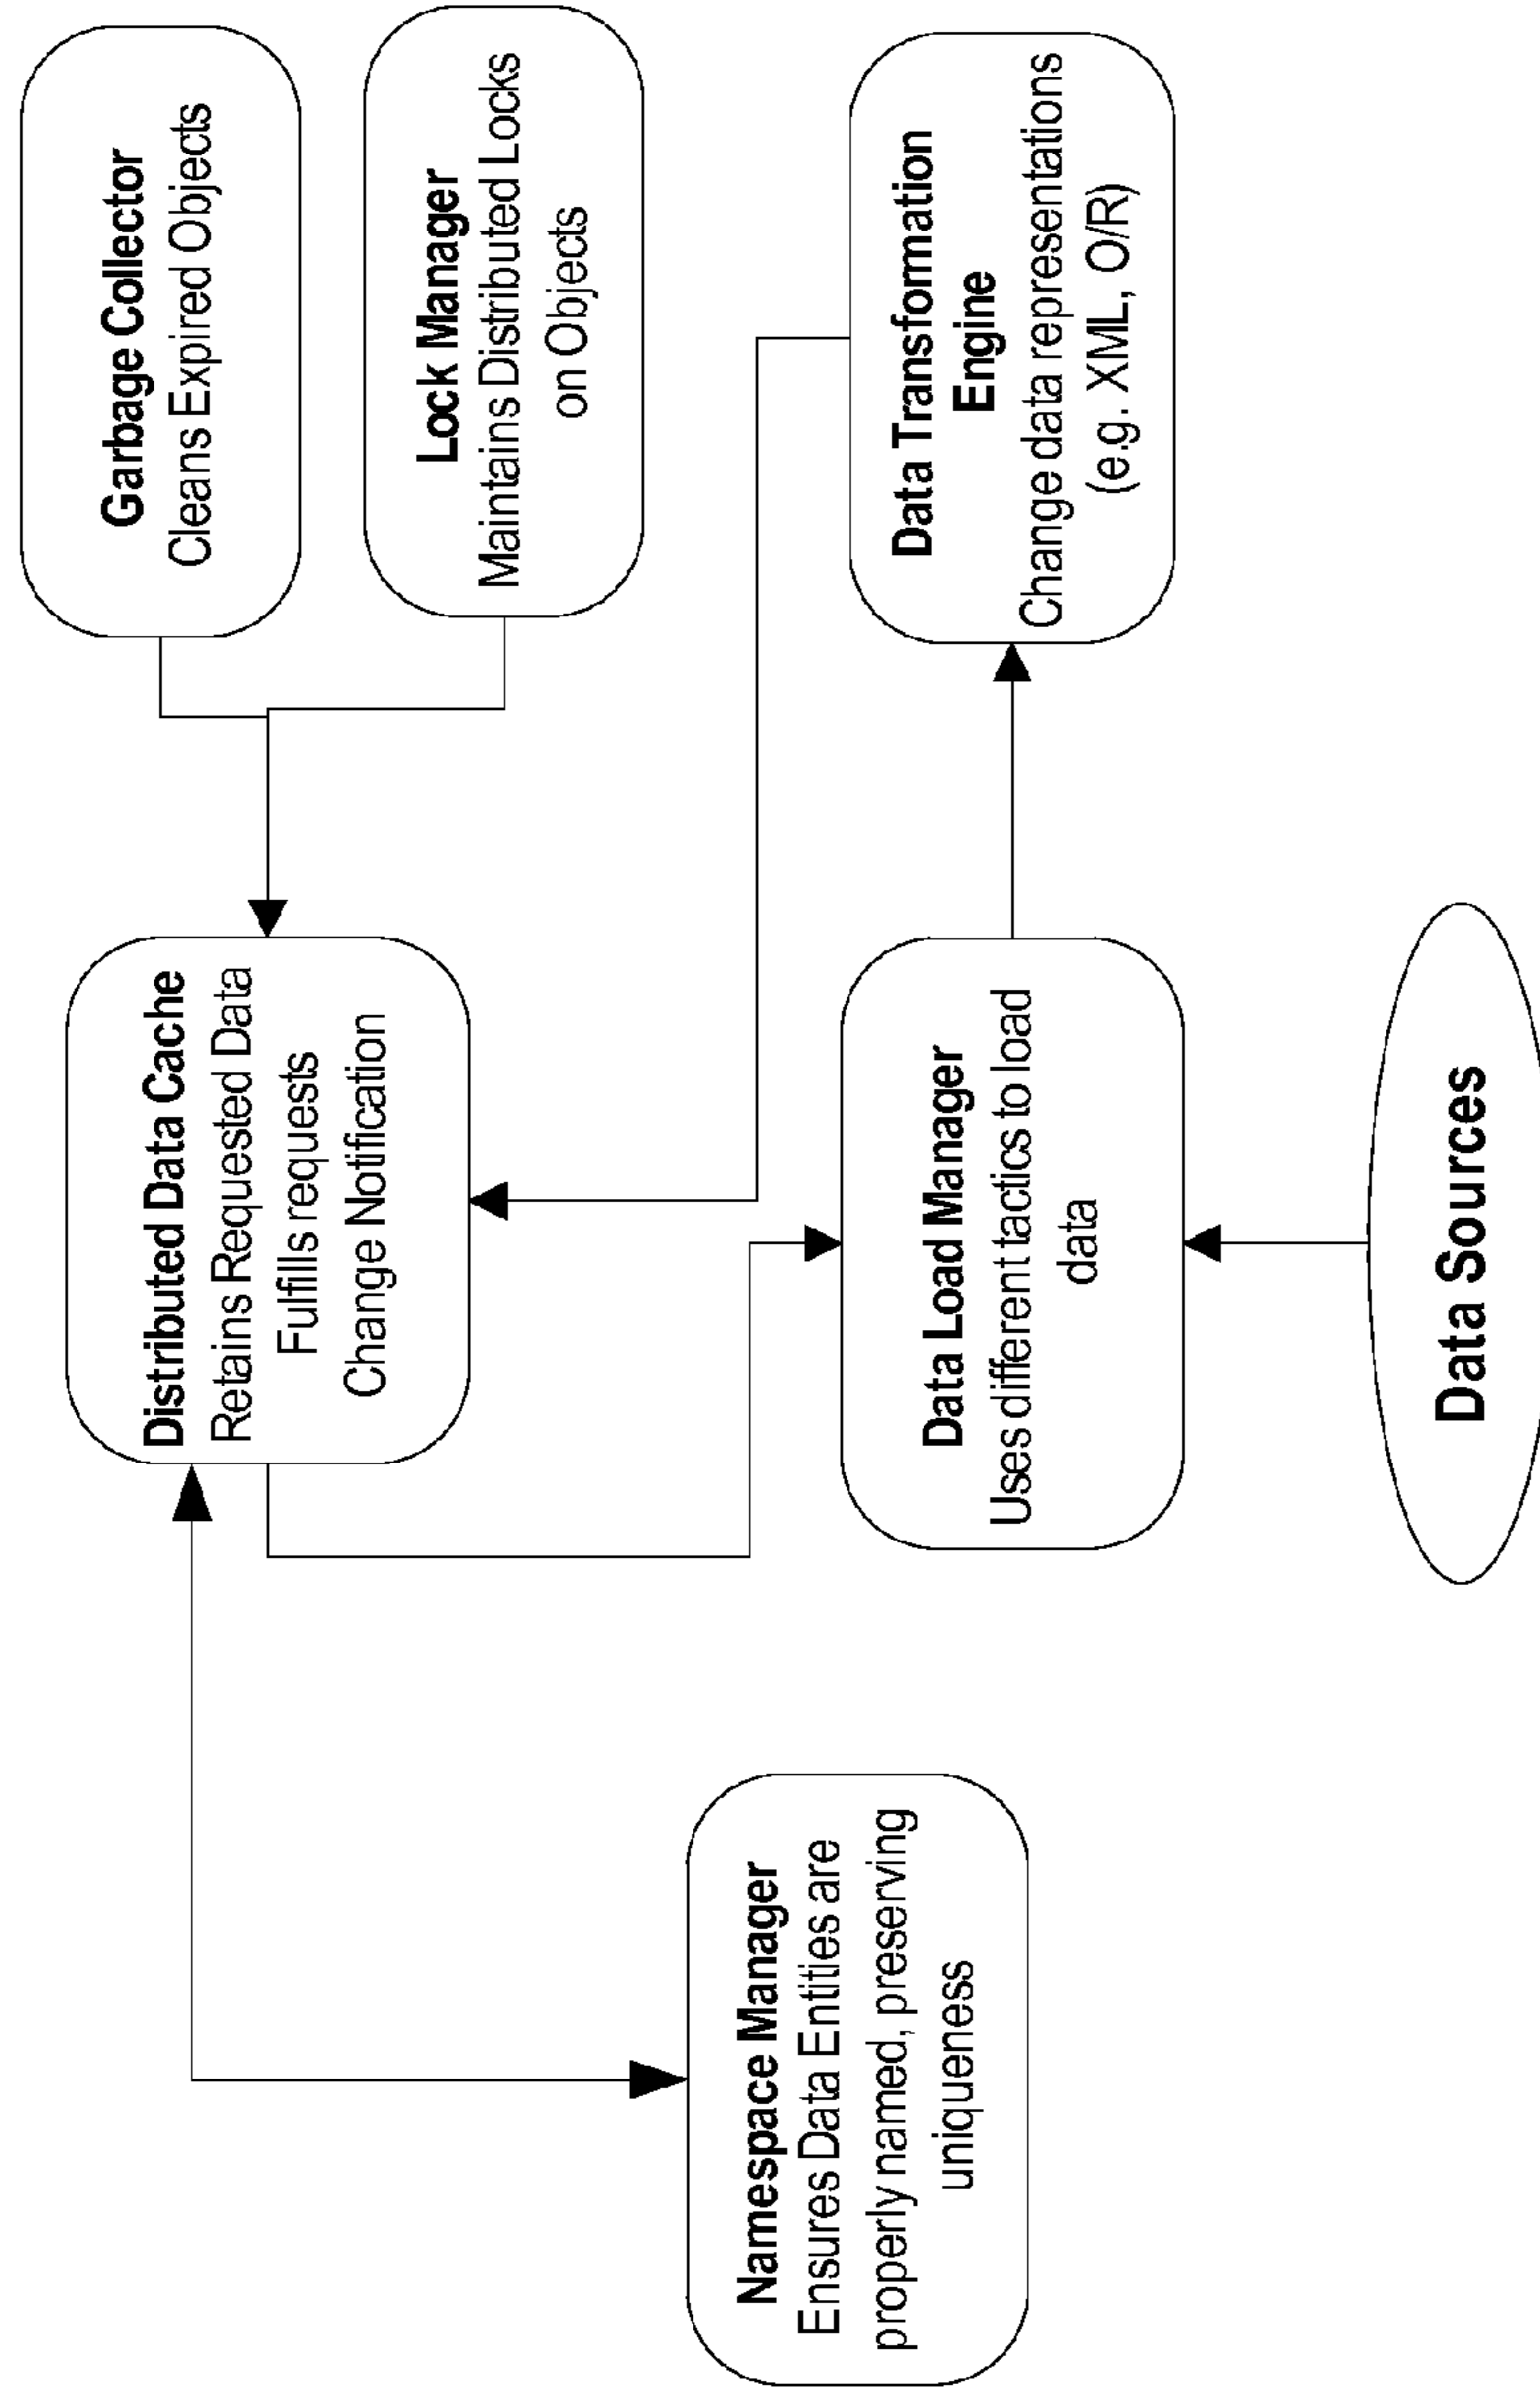 Garbage Collector
Cleans Expired Objects
Lock Manager
Maintains Distributed Locks
on Objects
Distributed Data Cache
Retains Requested Data
Fulfills requests
Change Notification
Data Transformation
Engine
Change data representations
(e.g. XML, O/R)
Data Load Manager
Uses different tactics to load
data
Namespace Manager
Ensures Data Entities are
properly named, preserving
uniqueness
Data Sources